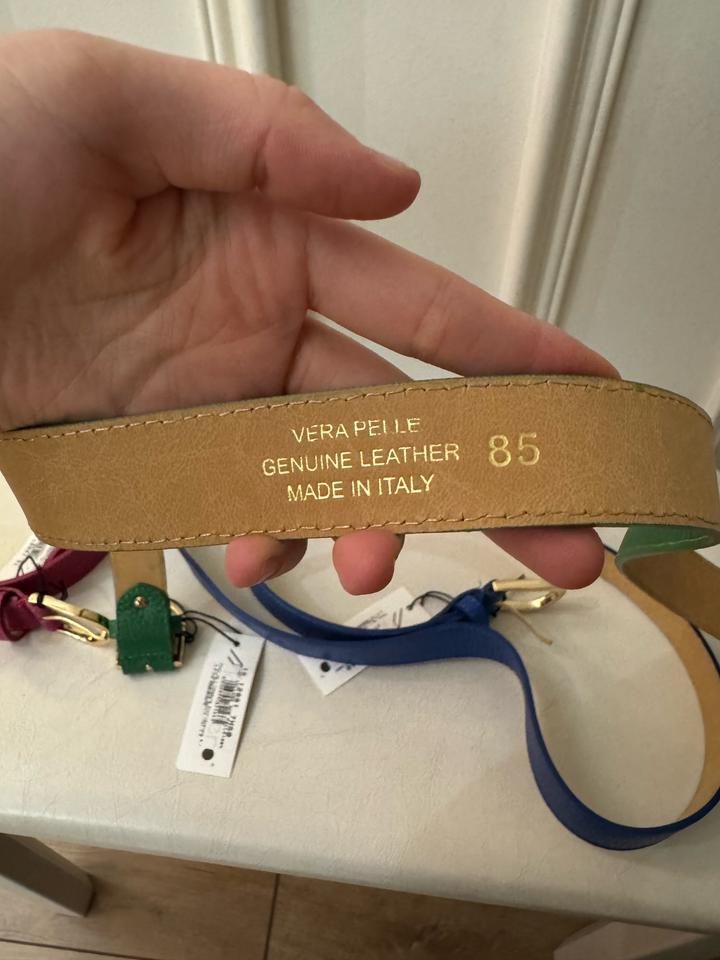 VERA PELLE
GENUINE LEATHER
MADE IN ITALY
85